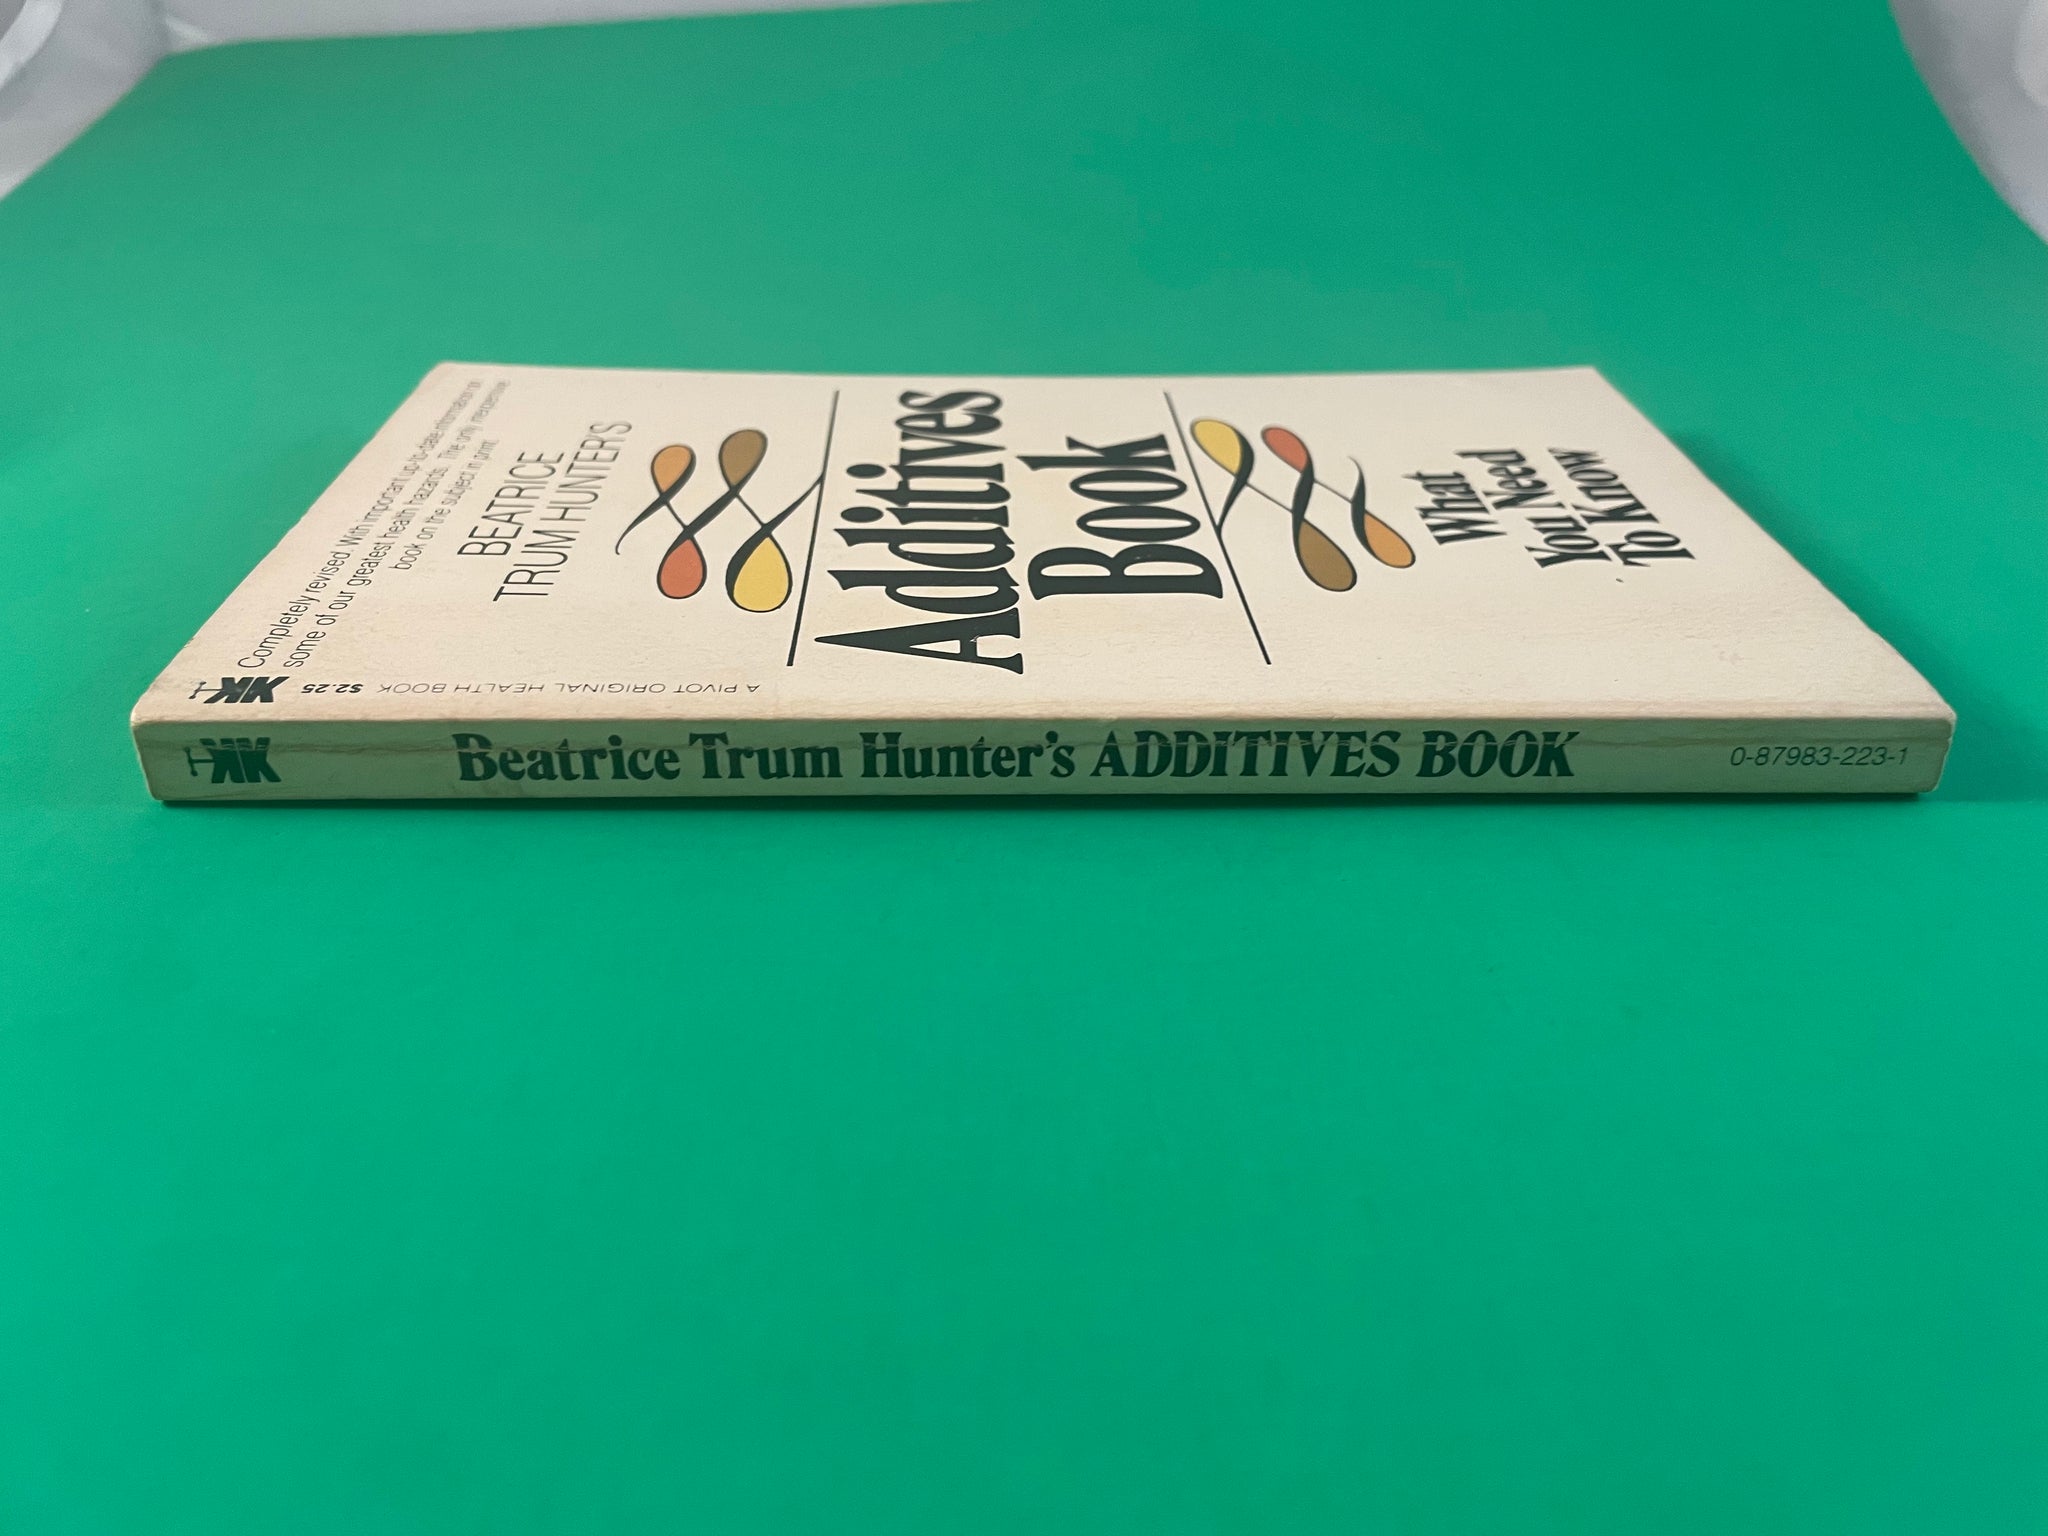 Completely revised. With important up-to-date information on
some of our greatest health hazards. The only inexpensive
book on the subject in print.
BEATRICE
TRUM HUNTER'S
Additives
Book
What
You Need
To Know
K $2.25 A PIVOT ORIGINAL HEALTH BOOK
K Beatrice Trum Hunter's ADDITIVES BOOK 0-87983-223-1